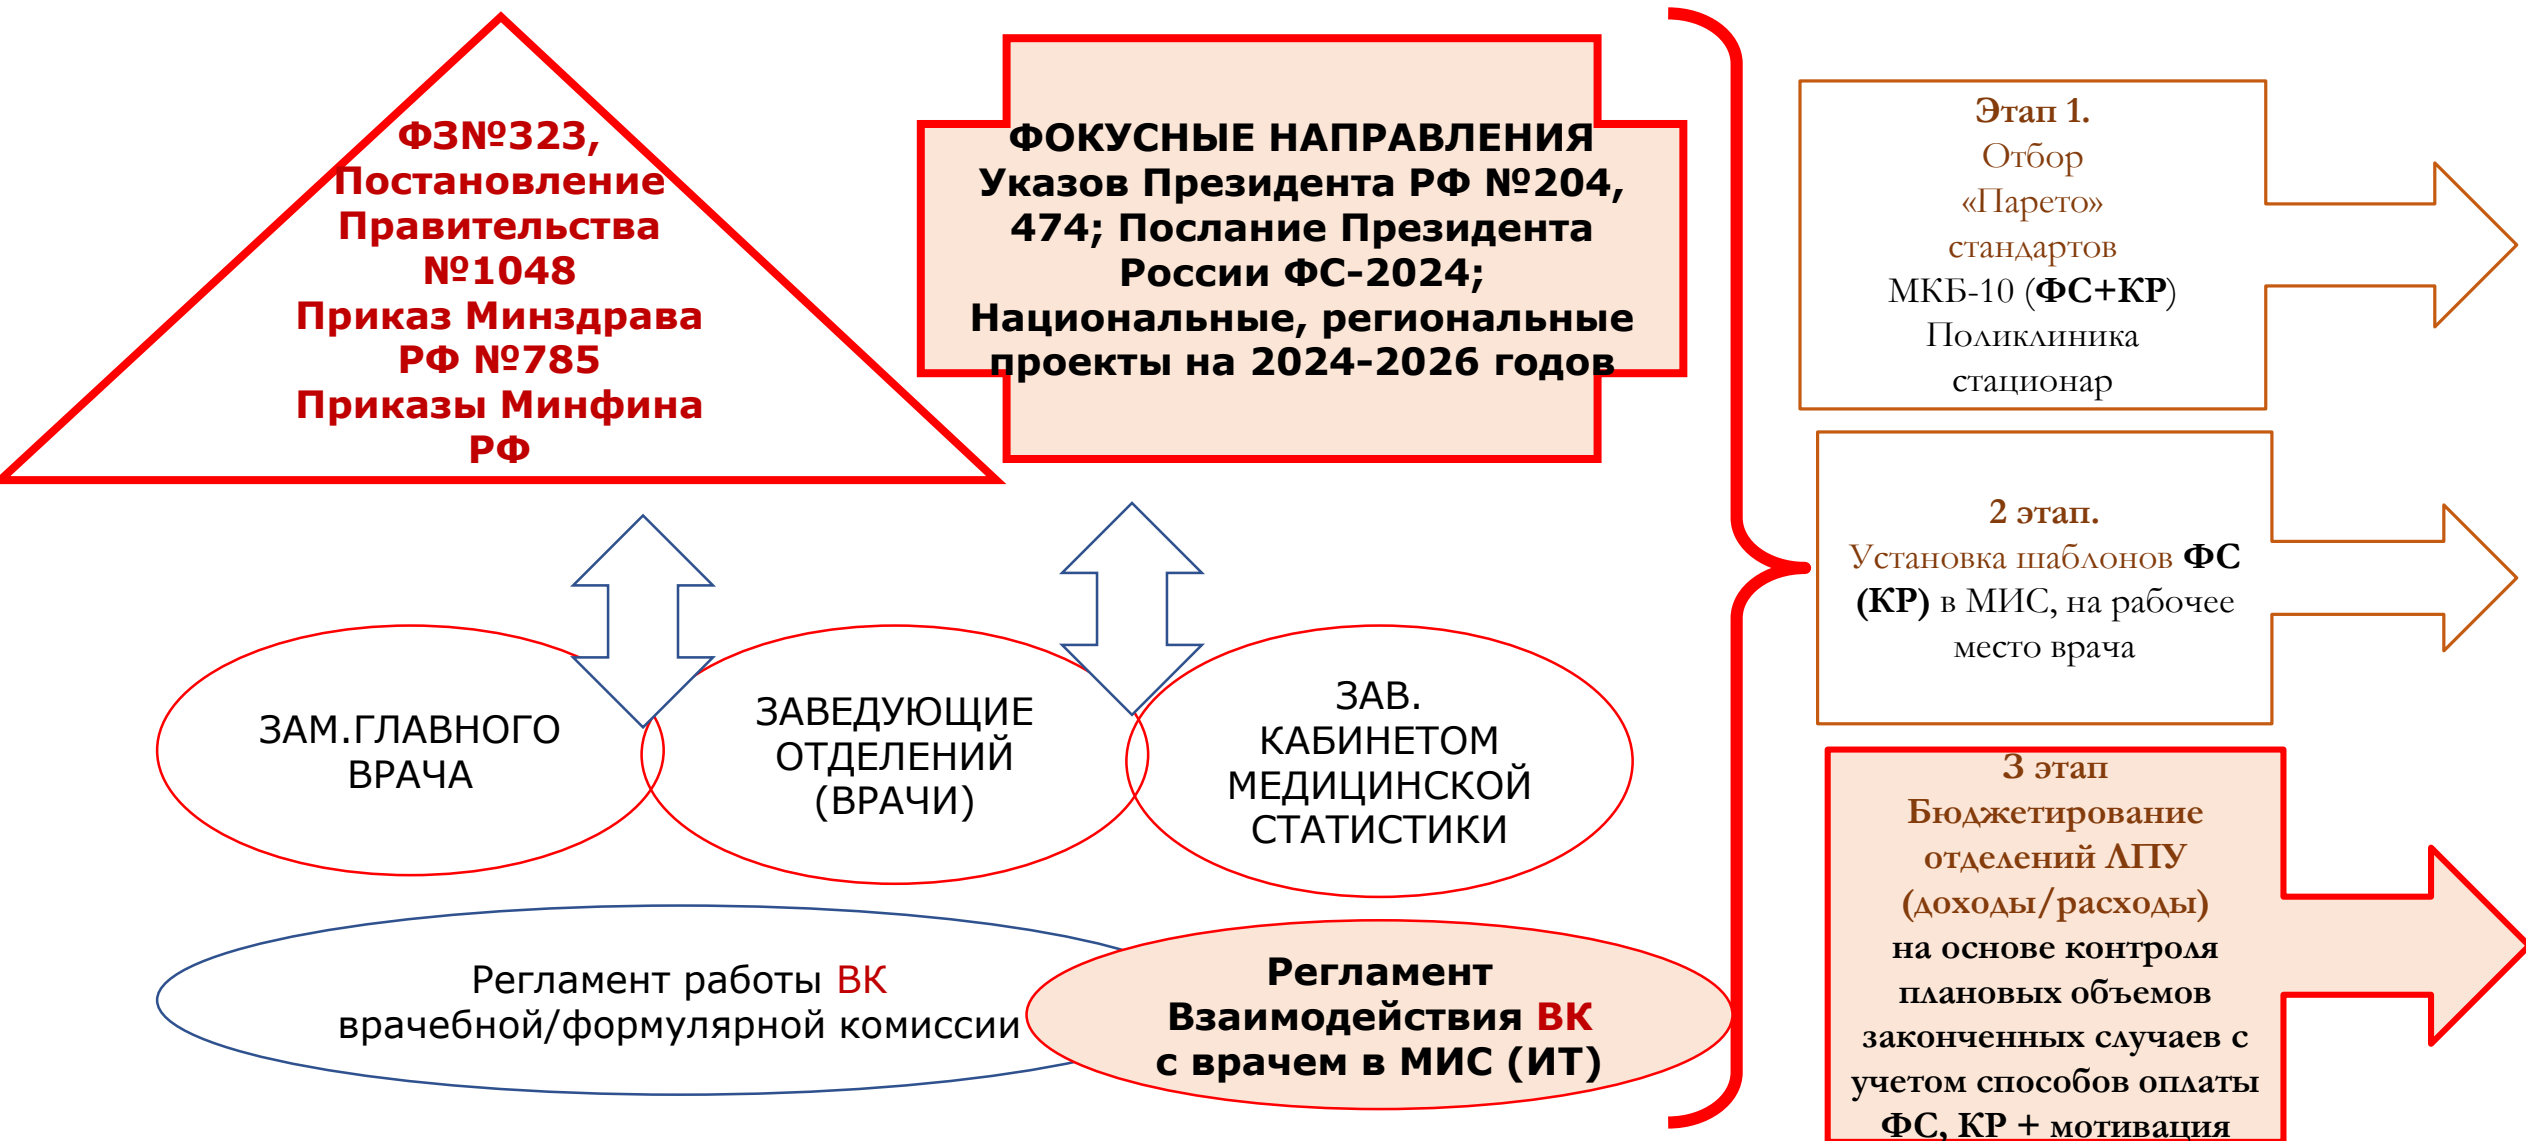 ФЗ№323,
Постановление
Правительства
№1048
Приказ Минздрава
РФ №785
Приказы Минфина
РФ
ФОКУСНЫЕ НАПРАВЛЕНИЯ
Указов Президента РФ №204,
474; Послание Президента
России ФС-2024;
Национальные, региональные
проекты на 2024-2026 годов
ЗАМ.ГЛАВНОГО
ВРАЧА
ЗАВЕДУЮЩИЕ
ОТДЕЛЕНИЙ
(ВРАЧИ)
ЗАВ.
КАБИНЕТОМ
МЕДИЦИНСКОЙ
СТАТИСТИКИ
Регламент работы ВК
врачебной/формулярной комиссии
Регламент
Взаимодействия ВК
с врачем в МИС (ИТ)
Этап 1.
Отбор
«Парето»
стандартов
МКБ-10 (ФС+КР)
Поликлиника
стационар
2 этап.
Установка шаблонов ФС
(КР) в МИС, на рабочее
место врача
3 этап
Бюджетирование
отделений ЛПУ
(доходы/расходы)
на основе контроля
плановых объемов
законченных случаев с
учетом способов оплаты
ФС, КР + мотивация